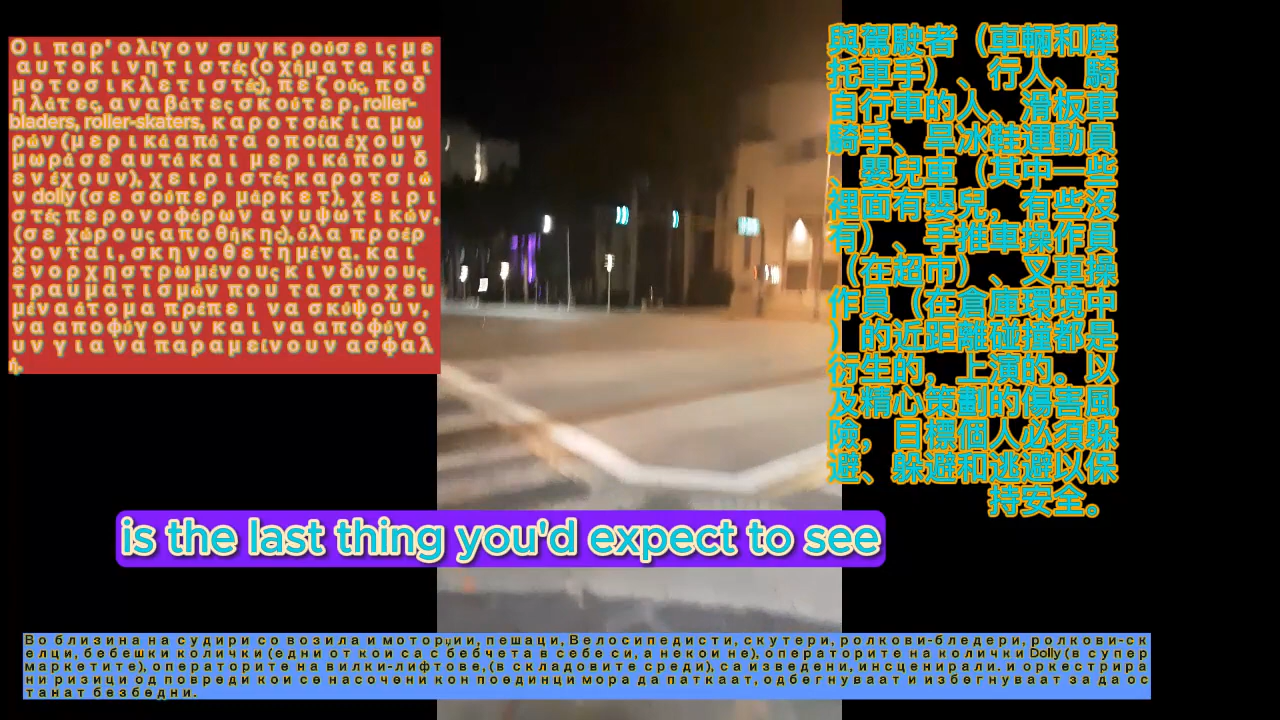 Οι παρ' ολίγον συγκρούσεις με
αυτοκινητιστές (οχήματα και
μοτοσικλετιστές), πεζούς, ποδ
ηλάτες, αναβάτες σκούτερ, roller-
bladers, roller-skaters, καροτσάκια μω
ρών (μερικά από τα οποία έχουν
μωρά σε αυτά και μερικά που δ
εν έχουν), χειριστές καροτσιώ
ν dolly (σε σούπερ μάρκετ), χειρι
στές περονοφόρων ανυψωτικών,
(σε χώρους αποθήκης), όλα προέρ
χονται, σκηνοθετημένα. και
ενορχηστρωμένους κινδύνους
τραυματισμών που τα στοχευ
μένα άτομα πρέπει να σκύψουν,
να αποφύγουν και να αποφύγο
υν για να παραμείνουν ασφαλ
ή.
與駕駛者（車輛和摩
托車手）、行人、騎
自行車的人、滑板車
騎手、旱冰鞋運動員
、嬰兒車（其中一些
裡面有嬰兒，有些沒
有）、手推車操作員
（在超市）、叉車操
作員（在倉庫環境中
）的近距離碰撞都是
衍生的，上演的。以
及精心策劃的傷害風
險，目標個人必須躲
避、躲避和逃避以保
持安全。
is the last thing you'd expect to see
Во близина на судири со возила и моторџии, пешаци, Велосипедисти, скутери, ролкови-бледери, ролкови-ск
елци, бебешки колички (едни от кои са с бебчета в себе си, а некои не), операторите на колички Dolly (в супер
маркетите), операторите на вилки-лифтове, (в складовите среди), са изведени, инсценирали. и оркестрира
ни ризици од повреди кои се насочени кон поединци мора да паткаат, одбегнуваат и избегнуваат за да ос
танат безбедни.